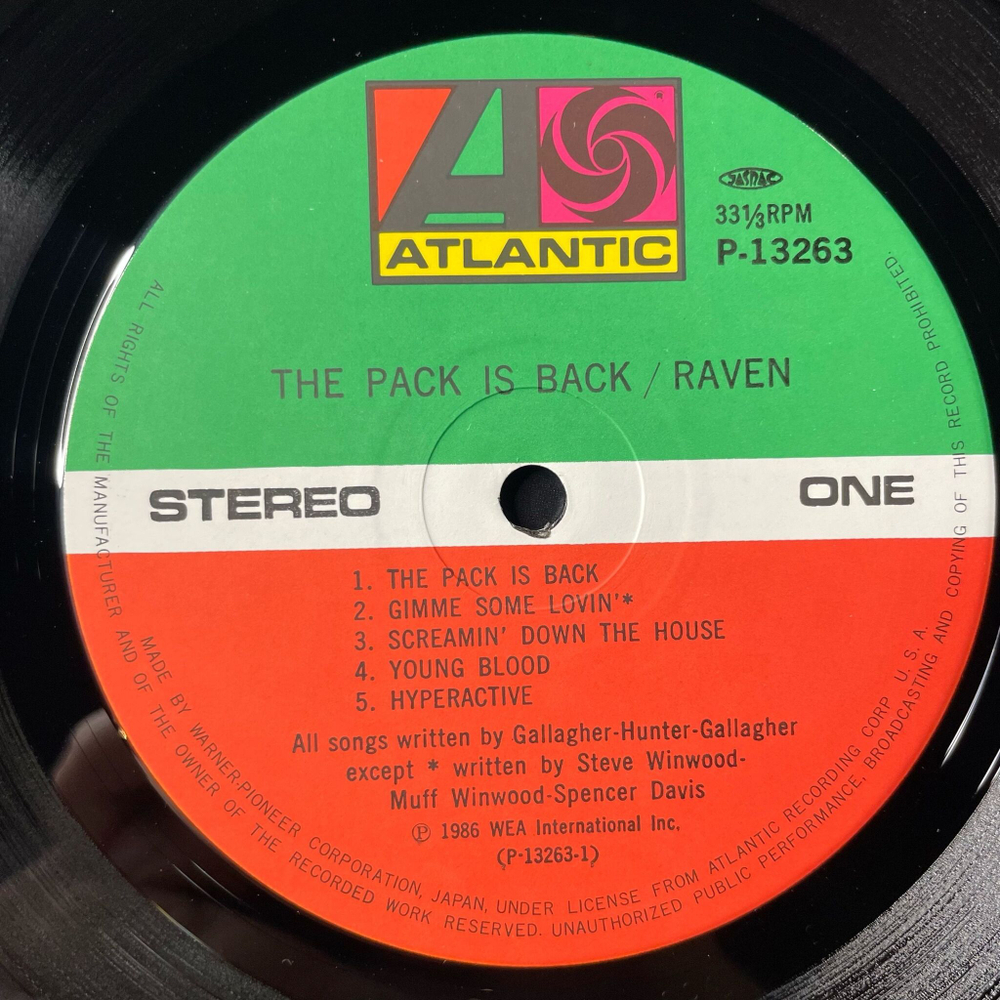 A
®
ATLANTIC
JASRAC
33⅓RPM
P-13263
THE PACK IS BACK / RAVEN
STEREO
ONE
1. THE PACK IS BACK
2. GIMME SOME LOVIN'*
3. SCREAMIN' DOWN THE HOUSE
4. YOUNG BLOOD
5. HYPERACTIVE
All songs written by Gallagher-Hunter-Gallagher
except * written by Steve Winwood-
Muff Winwood-Spencer Davis
Ⓟ 1986 WEA International Inc.
(P-13263-1)
MADE BY WARNER-PIONEER CORPORATION, JAPAN, UNDER LICENSE FROM ATLANTIC RECORDING CORP U. S. A.
ALL RIGHTS OF THE MANUFACTURER AND OF THE OWNER OF THE RECORDED WORK RESERVED. UNAUTHORIZED PUBLIC PERFORMANCE, BROADCASTING AND COPYING OF THIS RECORD PROHIBITED.